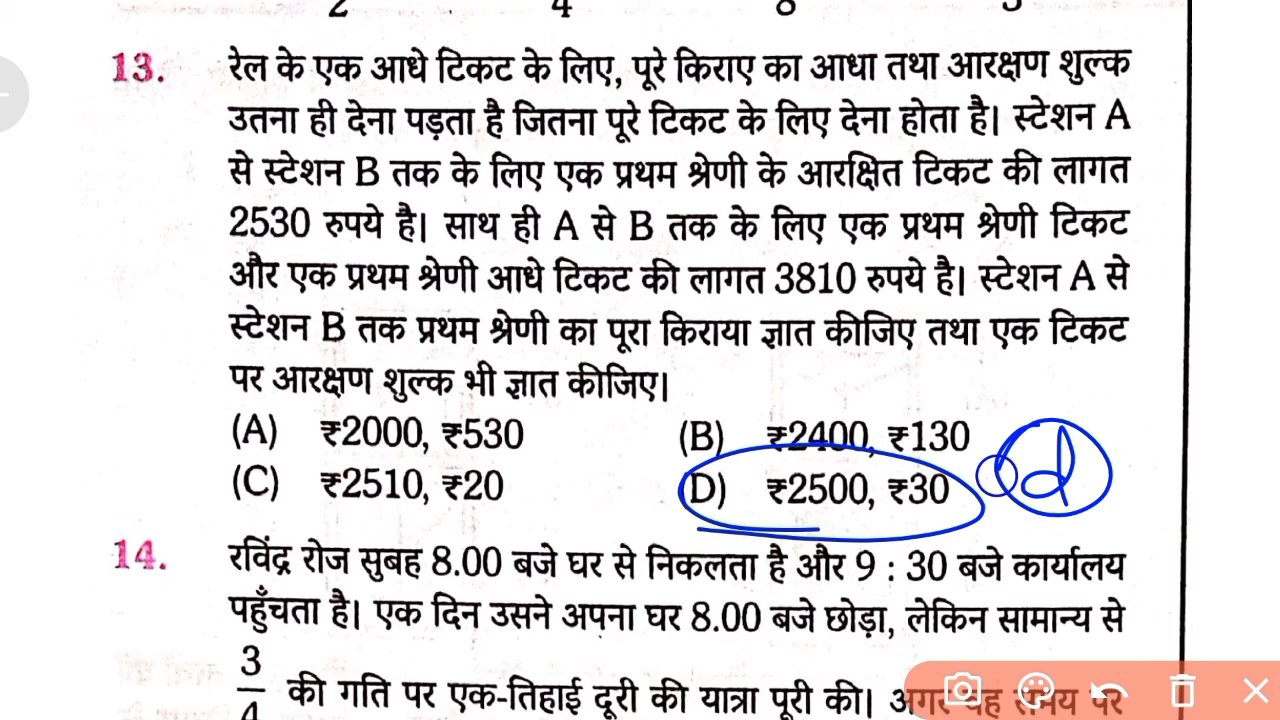 13. रेल के एक आधे टिकट के लिए, पूरे किराए का आधा तथा आरक्षण शुल्क
उतना ही देना पड़ता है जितना पूरे टिकट के लिए देना होता है। स्टेशन A
से स्टेशन B तक के लिए एक प्रथम श्रेणी के आरक्षित टिकट की लागत
2530 रुपये है। साथ ही A से B तक के लिए एक प्रथम श्रेणी टिकट
और एक प्रथम श्रेणी आधे टिकट की लागत 3810 रुपये है। स्टेशन A से
स्टेशन B तक प्रथम श्रेणी का पूरा किराया ज्ञात कीजिए तथा एक टिकट
पर आरक्षण शुल्क भी ज्ञात कीजिए।
(A) ₹2000, ₹530 (B) ₹2400, ₹130
(C) ₹2510, ₹20 D) ₹2500, ₹30 d
14. रविंद्र रोज सुबह 8.00 बजे घर से निकलता है और 9 : 30 बजे कार्यालय
पहुँचता है। एक दिन उसने अपना घर 8.00 बजे छोड़ा, लेकिन सामान्य से
3/4 की गति पर एक-तिहाई दूरी की यात्रा पूरी की। अगर वह समय पर